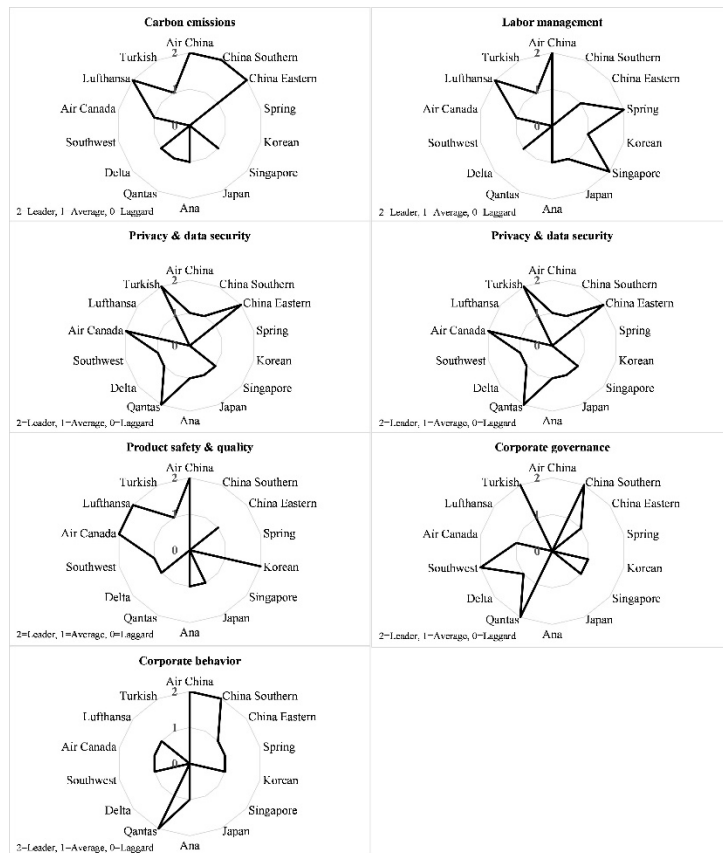 Carbon emissions
Air China
Turkish 2 China Southern
Lufthansa China Eastern
1
Air Canada Spring
0
Southwest Korean
Delta Singapore
Qantas Japan
Ana
2=Leader, 1=Average, 0=Laggard
Labor management
Air China
Turkish 2 China Southern
Lufthansa China Eastern
1
Air Canada Spring
0
Southwest Korean
Delta Singapore
Qantas Japan
Ana
2=Leader, 1=Average, 0=Laggard
Privacy & data security
Air China
Turkish 2 China Southern
Lufthansa China Eastern
1
Air Canada Spring
0
Southwest Korean
Delta Singapore
Qantas Japan
Ana
2=Leader, 1=Average, 0=Laggard
Privacy & data security
Air China
Turkish 2 China Southern
Lufthansa China Eastern
1
Air Canada Spring
0
Southwest Korean
Delta Singapore
Qantas Japan
Ana
2=Leader, 1=Average, 0=Laggard
Product safety & quality
Air China
Turkish 2 China Southern
Lufthansa China Eastern
1
Air Canada Spring
0
Southwest Korean
Delta Singapore
Qantas Japan
Ana
2=Leader, 1=Average, 0=Laggard
Corporate governance
Air China
Turkish 2 China Southern
Lufthansa China Eastern
1
Air Canada Spring
0
Southwest Korean
Delta Singapore
Qantas Japan
Ana
2=Leader, 1=Average, 0=Laggard
Corporate behavior
Air China
Turkish 2 China Southern
Lufthansa China Eastern
1
Air Canada Spring
0
Southwest Korean
Delta Singapore
Qantas Japan
Ana
2=Leader, 1=Average, 0=Laggard